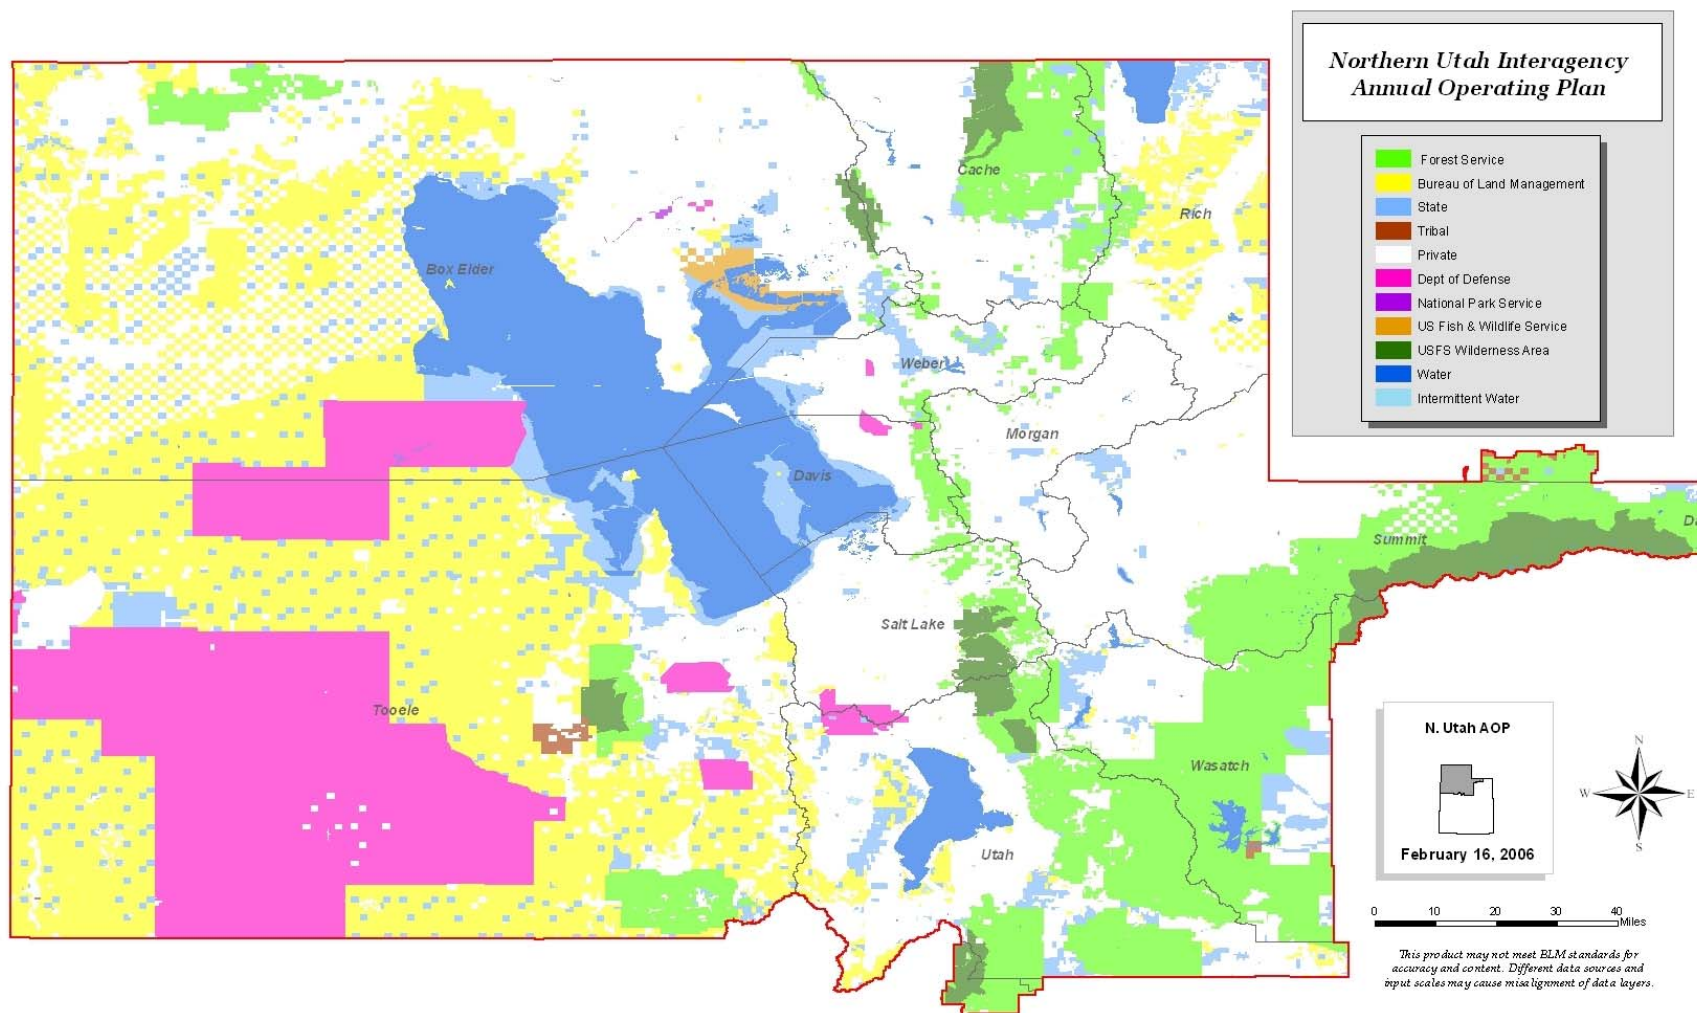 Northern Utah Interagency
Annual Operating Plan
Forest Service
Bureau of Land Management
State
Tribal
Private
Dept of Defense
National Park Service
US Fish & Wildlife Service
USFS Wilderness Area
Water
Intermittent Water
Cache
Rich
Box Elder
Weber
Morgan
Davis
Summit
Da
Salt Lake
Tooele
Wasatch
Utah
N. Utah AOP
February 16, 2006
N
W
E
S
0 10 20 30 40
Miles
This product may not meet BLM standards for
accuracy and content. Different data sources and
input scales may cause misalignment of data layers.